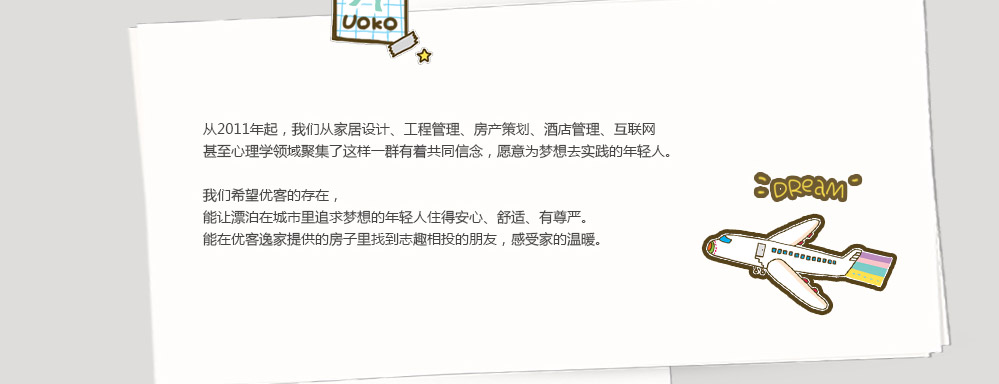 UOKO
从2011年起，我们从家居设计、工程管理、房产策划、酒店管理、互联网
甚至心理学领域聚集了这样一群有着共同信念，愿意为梦想去实践的年轻人。
我们希望优客的存在，
能让漂泊在城市里追求梦想的年轻人住得安心、舒适、有尊严。
能在优客逸家提供的房子里找到志趣相投的朋友，感受家的温暖。
DREAM